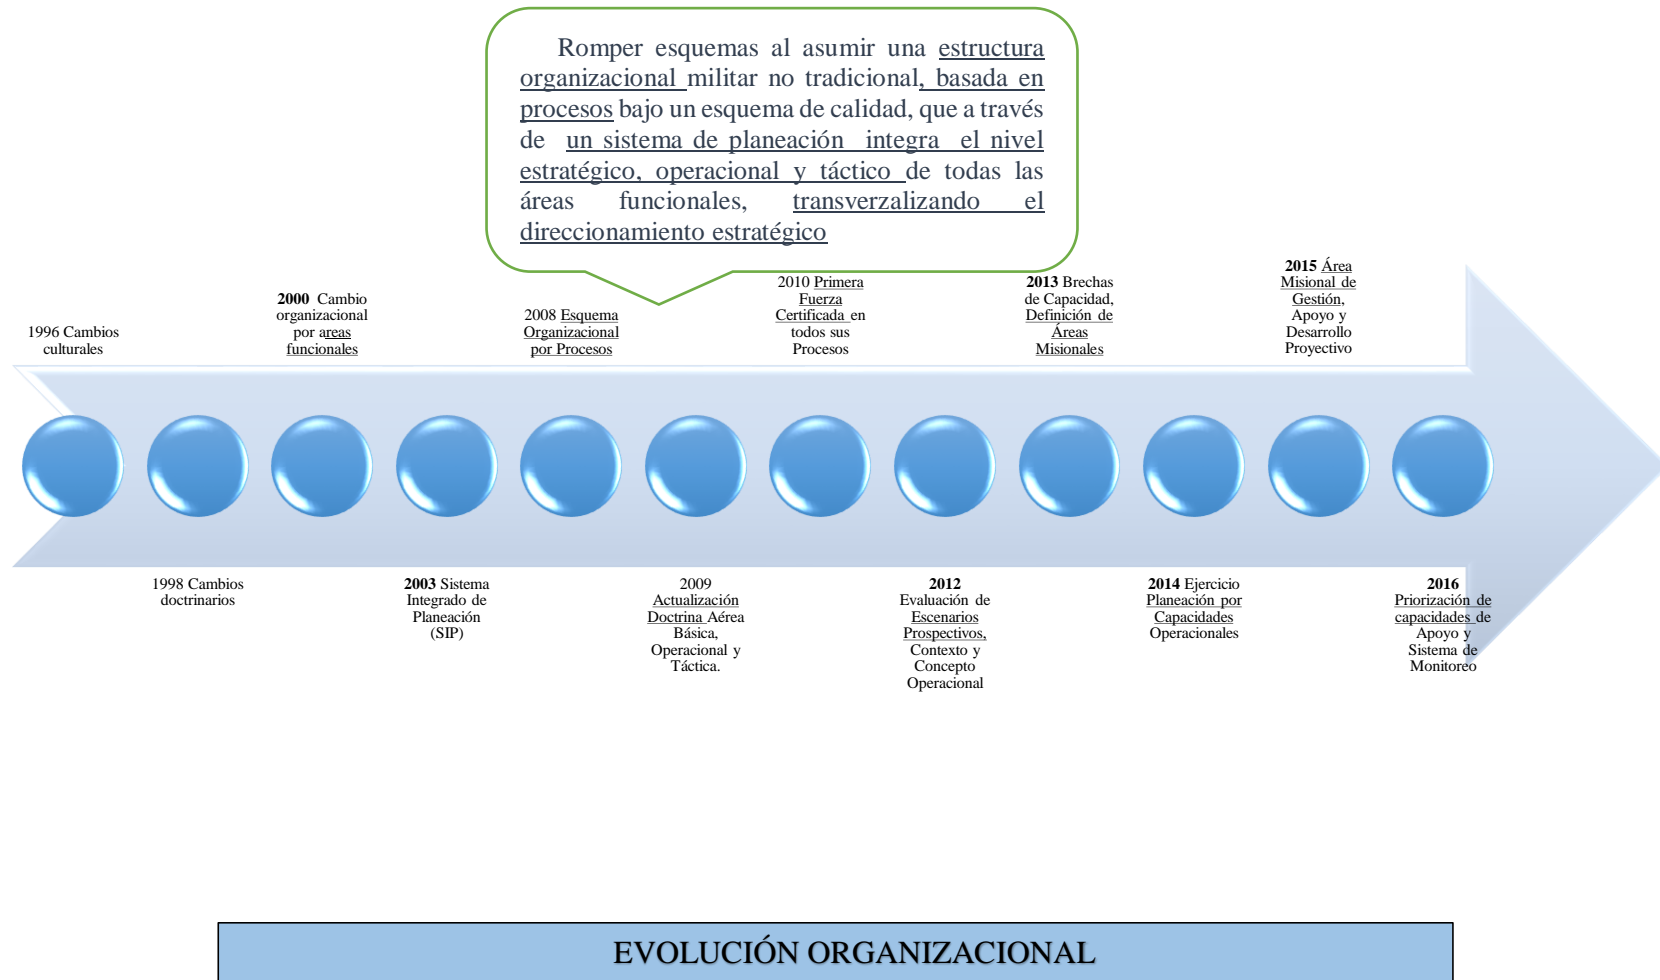 Romper esquemas al asumir una estructura
organizacional militar no tradicional, basada en
procesos bajo un esquema de calidad, que a través
de un sistema de planeación integra el nivel
estratégico, operacional y táctico de todas las
áreas funcionales, transverzalizando el
direccionamiento estratégico
1996 Cambios
culturales
2000 Cambio
organizacional
por areas
funcionales
2008 Esquema
Organizacional
por Procesos
2010 Primera
Fuerza
Certificada en
todos sus
Procesos
2013 Brechas
de Capacidad,
Definición de
Áreas
Misionales
2015 Área
Misional de
Gestión,
Apoyo y
Desarrollo
Proyectivo
1998 Cambios
doctrinarios
2003 Sistema
Integrado de
Planeación
(SIP)
2009
Actualización
Doctrina Aérea
Básica,
Operacional y
Táctica.
2012
Evaluación de
Escenarios
Prospectivos,
Contexto y
Concepto
Operacional
2014 Ejercicio
Planeación por
Capacidades
Operacionales
2016
Priorización de
capacidades de
Apoyo y
Sistema de
Monitoreo
EVOLUCIÓN ORGANIZACIONAL